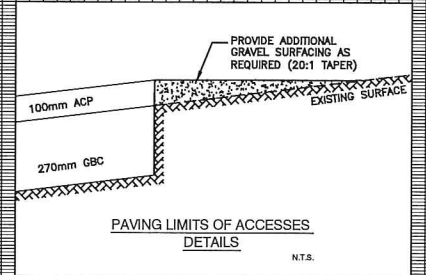 PROVIDE ADDITIONAL
GRAVEL SURFACING AS
REQUIRED (20:1 TAPER)
EXISTING SURFACE
100mm ACP
270mm GBC
PAVING LIMITS OF ACCESSES
DETAILS
N.T.S.